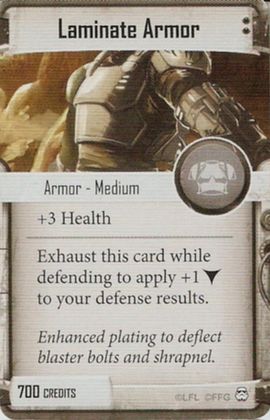 Laminate Armor
Armor - Medium
+3 Health
Exhaust this card while
defending to apply +1
to your defense results.
Enhanced plating to deflect
blaster bolts and shrapnel.
700 CREDITS
©LFL ©FFG